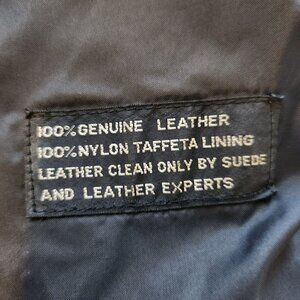 100% GENUINE LEATHER
100% NYLON TAFFETA LINING
LEATHER CLEAN ONLY BY SUEDE
AND LEATHER EXPERTS